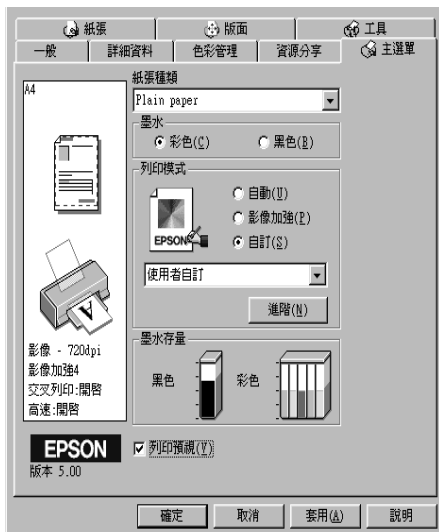 紙張 版面 工具
一般 詳細資料 色彩管理 資源分享 主選單
A4
紙張種類
Plain paper
墨水
彩色(C) 黑色(B)
列印模式
自動(U)
影像加強(P)
EPSON
自訂(S)
使用者自訂
進階(N)
影像 - 720dpi
影像加強4
交叉列印:開啓
高速:開啓
墨水存量
黑色 彩色
EPSON
版本 5.00
列印預視(Y)
確定 取消 套用(A) 說明